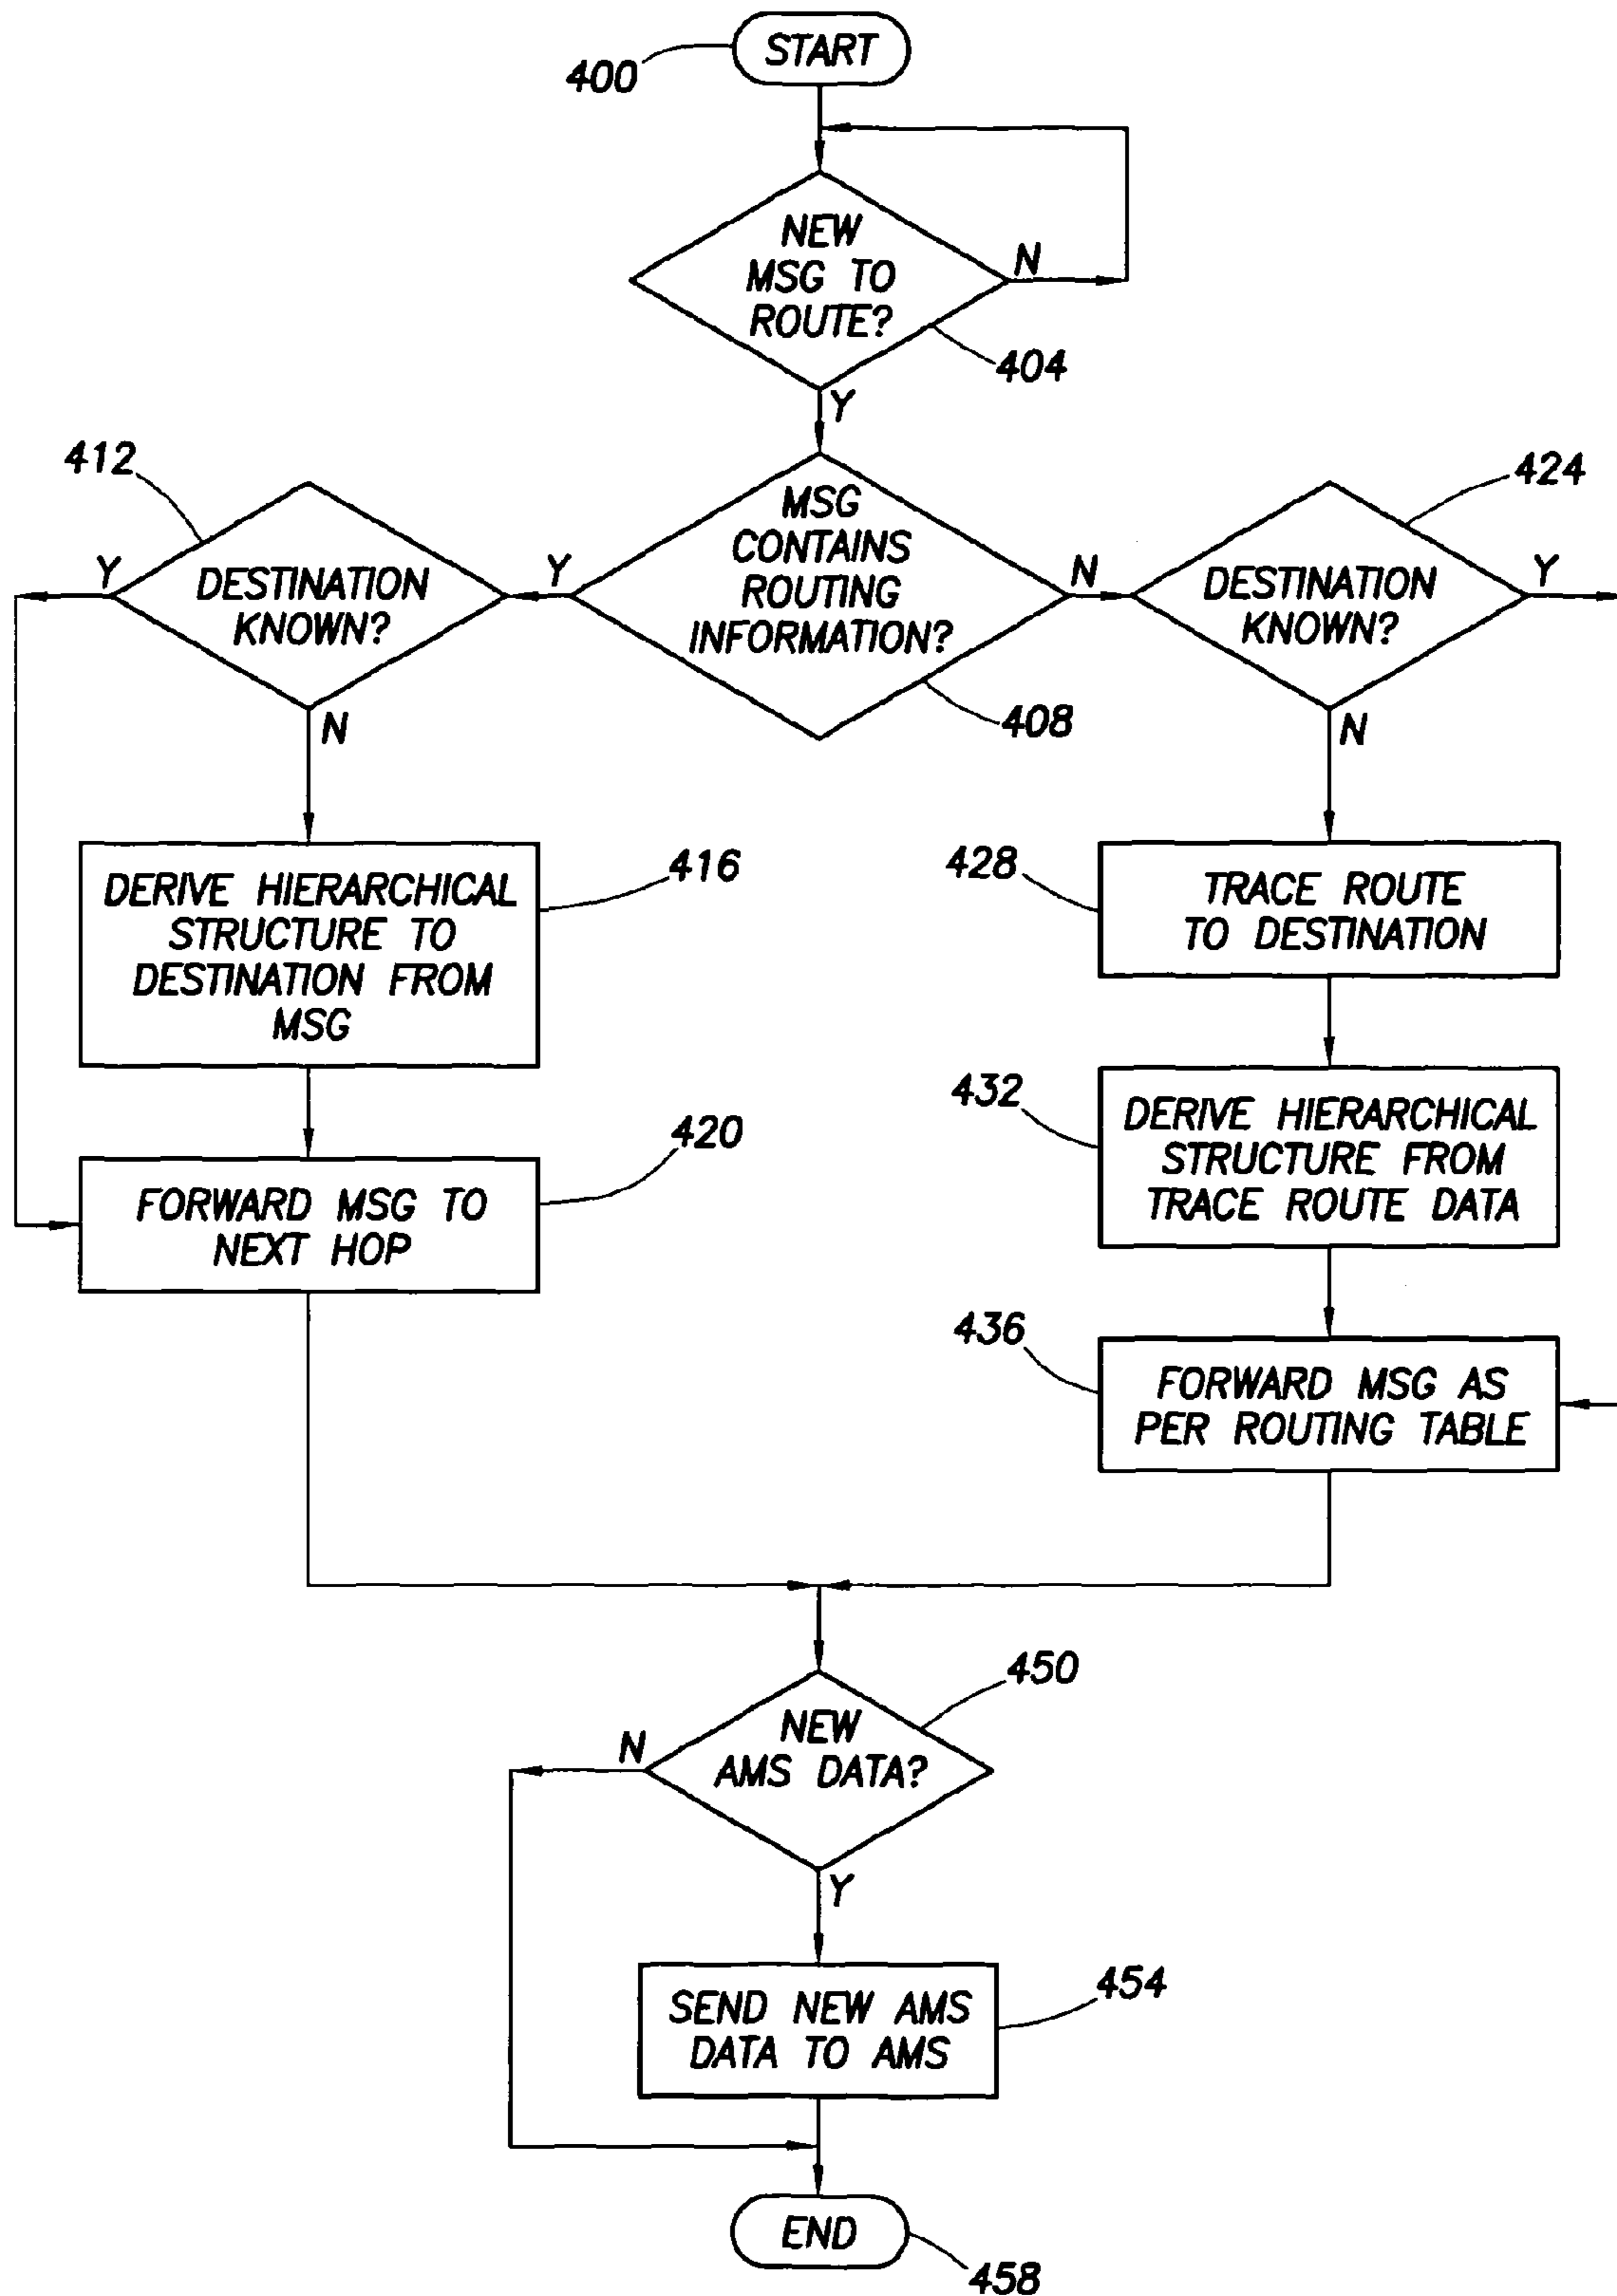 START
400
NEW
MSG TO
ROUTE?
N
404
Y
412
424
MSG
CONTAINS
ROUTING
INFORMATION?
408
Y
DESTINATION
KNOWN?
Y
N
N
DESTINATION
KNOWN?
Y
N
DERIVE HIERARCHICAL
STRUCTURE TO
DESTINATION FROM
MSG
416
428
TRACE ROUTE
TO DESTINATION
432
DERIVE HIERARCHICAL
STRUCTURE FROM
TRACE ROUTE DATA
420
FORWARD MSG TO
NEXT HOP
436
FORWARD MSG AS
PER ROUTING TABLE
450
NEW
AMS DATA?
N
Y
SEND NEW AMS
DATA TO AMS
454
END
458